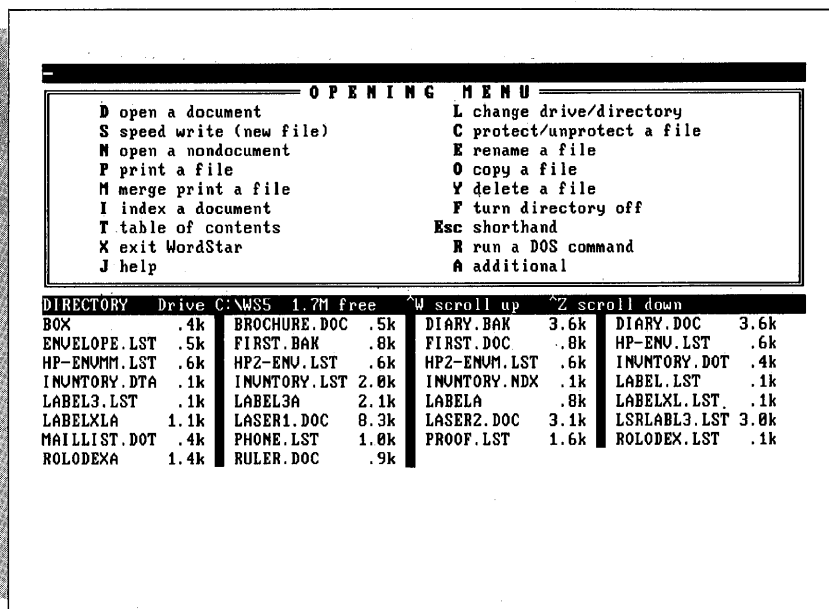 OPENING MENU
D open a document L change drive/directory
S speed write (new file) C protect/unprotect a file
N open a nondocument E rename a file
P print a file O copy a file
M merge print a file Y delete a file
I index a document F turn directory off
T table of contents Esc shorthand
X exit WordStar R run a DOS command
J help A additional
DIRECTORY Drive C:\WS5 1.7M free ^W scroll up ^Z scroll down
BOX .4k BROCHURE.DOC .5k DIARY.BAK 3.6k DIARY.DOC 3.6k
ENVELOPE.LST .5k FIRST.BAK .8k FIRST.DOC .8k HP-ENV.LST .6k
HP-ENVMM.LST .6k HP2-ENV.LST .6k HP2-ENVM.LST .6k INVNTORY.DOT .4k
INVNTORY.DTA .1k INVNTORY.LST 2.0k INVNTORY.NDX .1k LABEL.LST .1k
LABEL3.LST .1k LABEL3A 2.1k LABELA .8k LABELXL.LST .1k
LABELXLA 1.1k LASER1.DOC 8.3k LASER2.DOC 3.1k LSRLABL3.LST 3.0k
MAILLIST.DOT .4k PHONE.LST 1.0k PROOF.LST 1.6k ROLODEX.LST .1k
ROLODEXA 1.4k RULER.DOC .9k